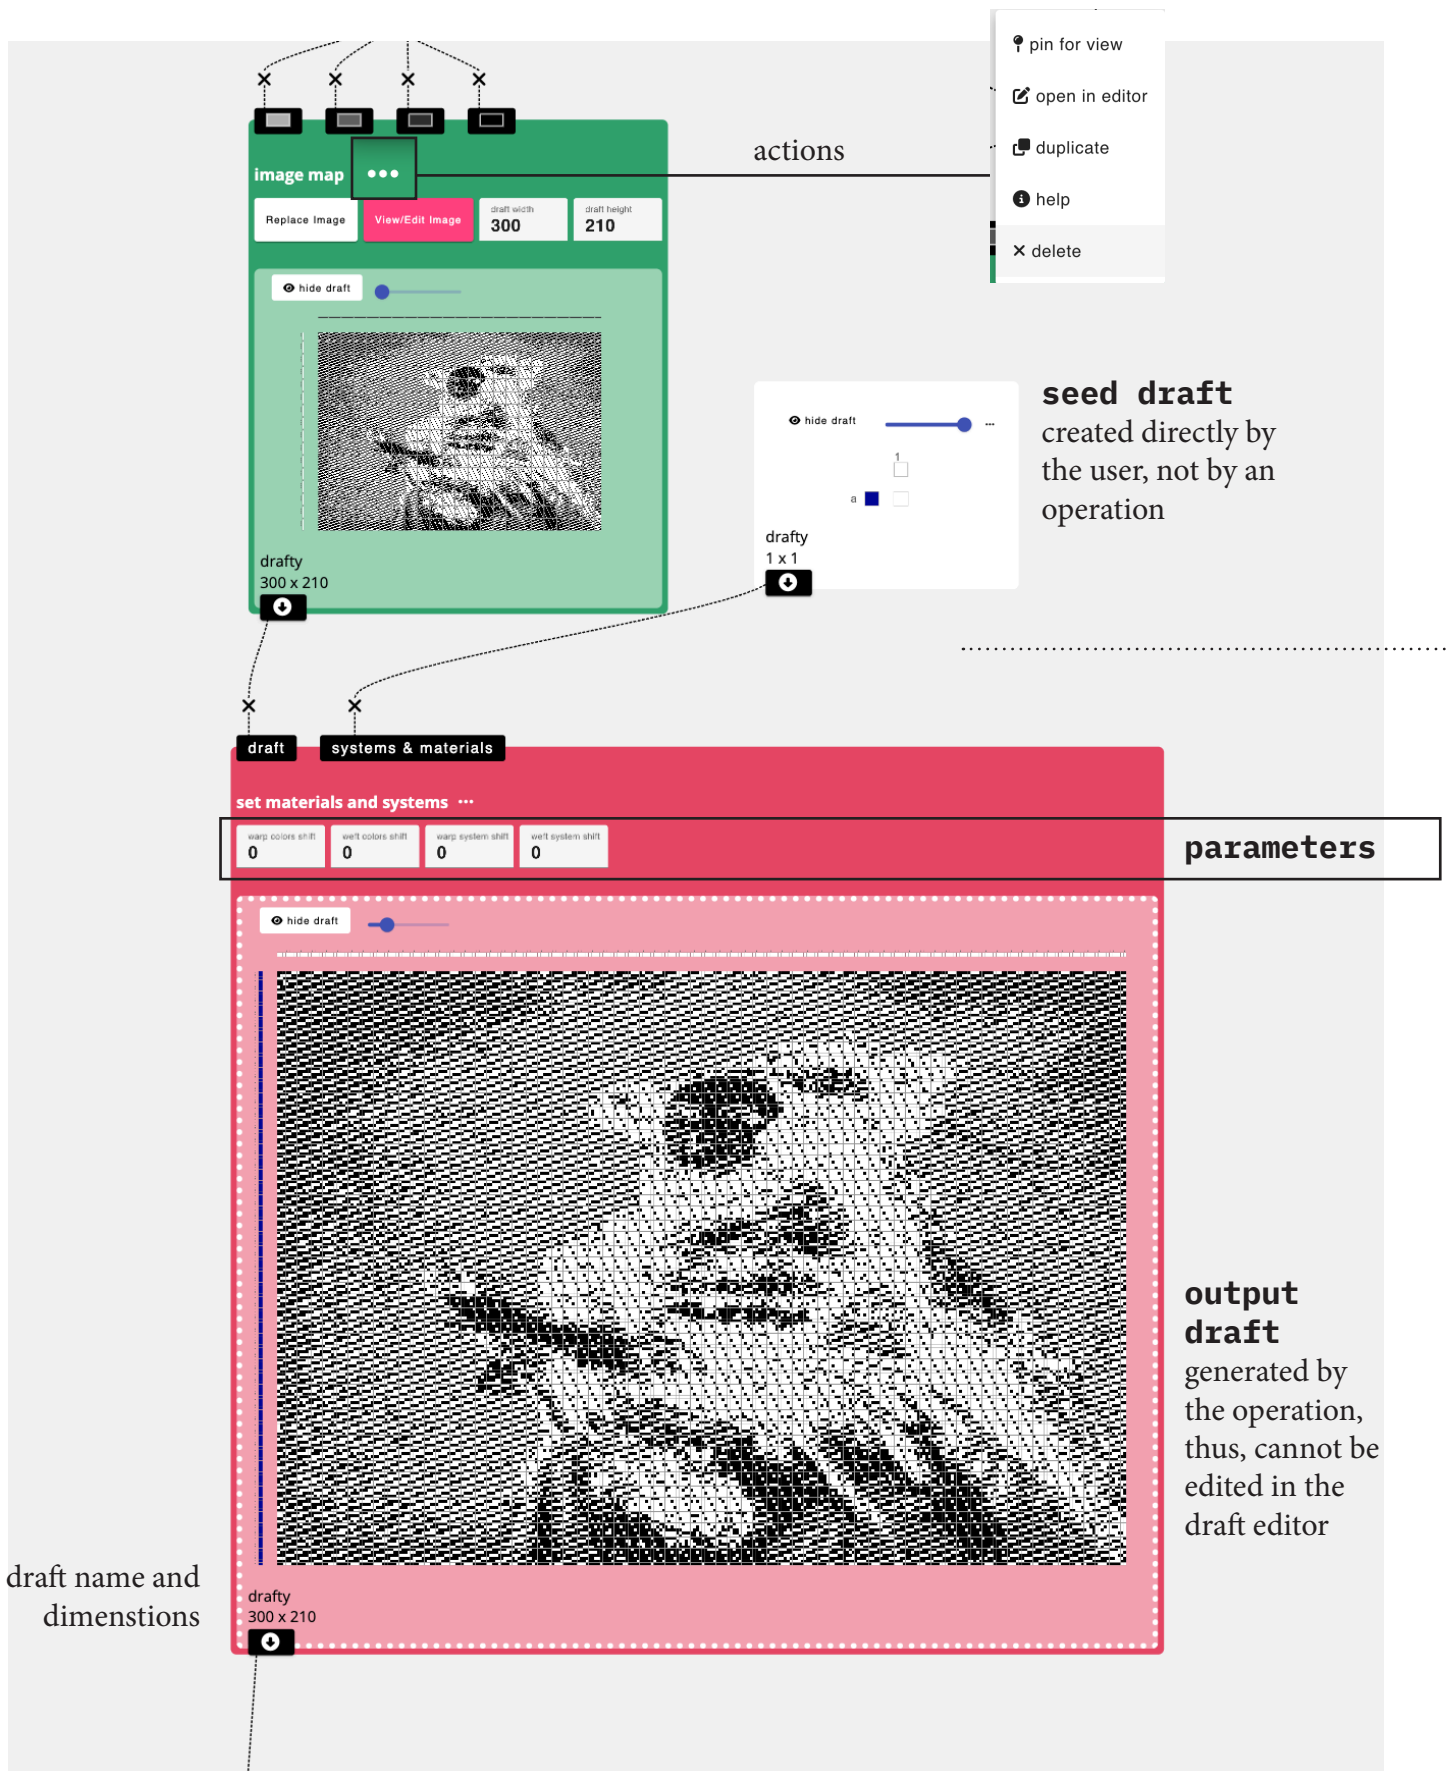 pin for view
open in editor
duplicate
help
delete
actions
image map •••
Replace Image
View/Edit Image
draft width
300
draft height
210
hide draft
drafty
300 x 210
hide draft
...
1
a
drafty
1 x 1
seed draft
created directly by
the user, not by an
operation
draft
systems & materials
set materials and systems ...
warp colors shift
0
weft colors shift
0
warp system shift
0
weft system shift
0
parameters
hide draft
output
draft
generated by
the operation,
thus, cannot be
edited in the
draft editor
draft name and
dimenstions
drafty
300 x 210